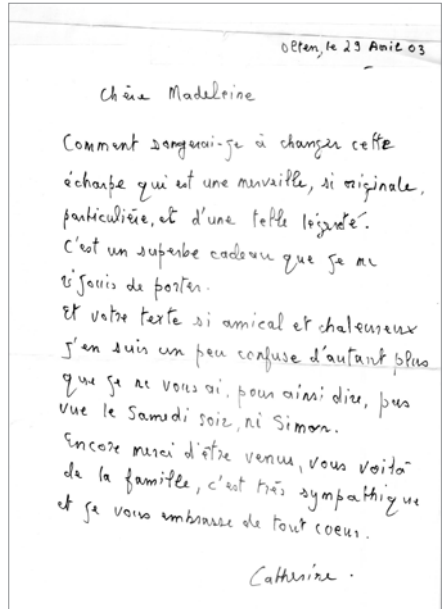 Olten, le 29 Avril 03
Chère Madeleine
Comment songerai-je à changer cette
écharpe qui est une merveille, si originale,
particulière, et d'une telle légèreté.
C'est un superbe cadeau que je me
réjouis de porter.
Et votre texte si amical et chaleureux
J'en suis un peu confuse d'autant plus
que je ne vous ai, pour ainsi dire, pas
vue le Samedi soir, ni Simon.
Encore merci d'être venus, vous voilà
de la famille, c'est très sympathique
et je vous embrasse de tout coeur.
Catherine.